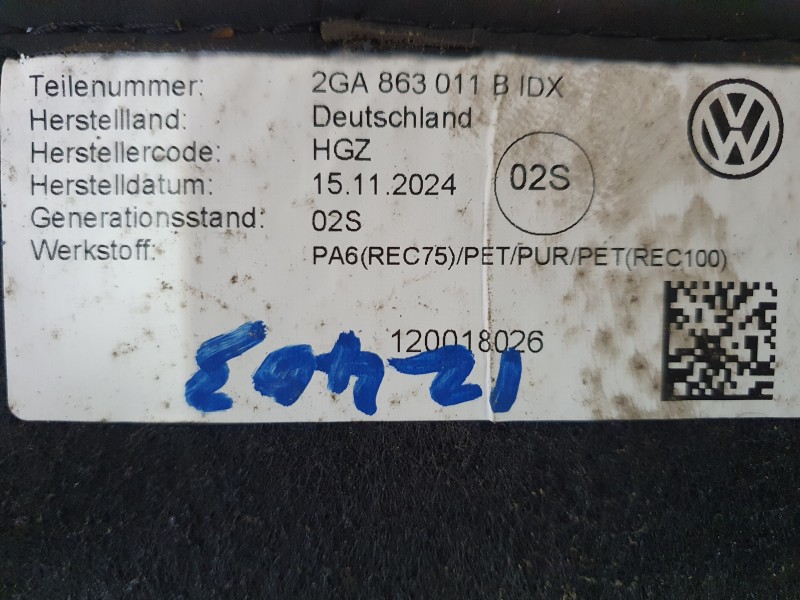 Teilenummer: 2GA 863 011 B IDX
Herstellland: Deutschland
Herstellercode: HGZ
Herstelldatum: 15.11.2024
02S
Generationsstand: 02S
Werkstoff: PA6(REC75)/PET/PUR/PET(REC100)
120018026